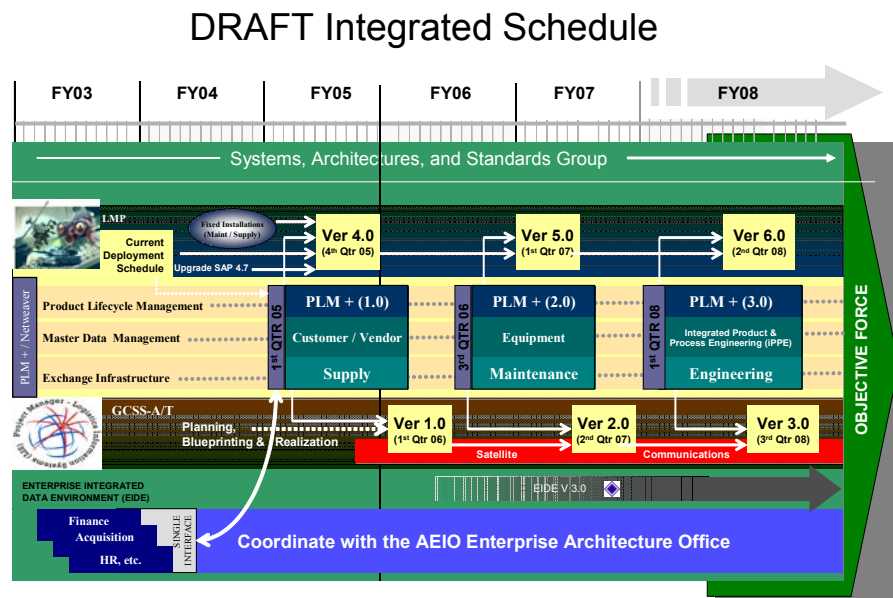 DRAFT Integrated Schedule
FY03 FY04 FY05 FY06 FY07 FY08
Systems, Architectures, and Standards Group
LMP
Fixed Installations
(Maint / Supply)
Current
Deployment
Schedule
Upgrade SAP 4.7
Ver 4.0
(4th Qtr 05)
Ver 5.0
(1st Qtr 07)
Ver 6.0
(2nd Qtr 08)
PLM + / Netweaver
Product Lifecycle Management
Master Data Management
Exchange Infrastructure
1st QTR 05
PLM + (1.0)
Customer / Vendor
Supply
3rd QTR 06
PLM + (2.0)
Equipment
Maintenance
1st QTR 08
PLM + (3.0)
Integrated Product &
Process Engineering (iPPE)
Engineering
OBJECTIVE FORCE
Project Manager - Logistics Information Systems (LIS)
GCSS-A/T
Planning,
Blueprinting & Realization
Ver 1.0
(1st Qtr 06)
Ver 2.0
(2nd Qtr 07)
Ver 3.0
(3rd Qtr 08)
Satellite
Communications
ENTERPRISE INTEGRATED
DATA ENVIRONMENT (EIDE)
EIDE V 3.0
Finance
Acquisition
HR, etc.
SINGLE
INTERFACE
Coordinate with the AEIO Enterprise Architecture Office